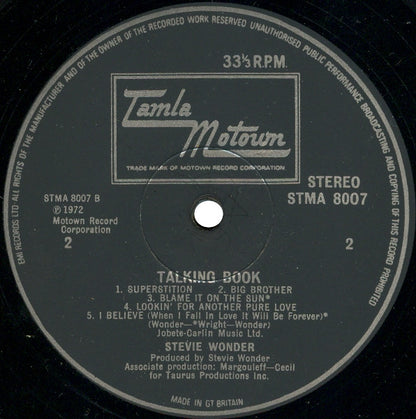 EMI RECORDS LTD ALL RIGHTS OF THE MANUFACTURER AND OF THE OWNER OF THE RECORDED WORK RESERVED UNAUTHORISED PUBLIC PERFORMANCE BROADCASTING AND COPYING OF THIS RECORD PROHIBITED
33⅓ R.P.M.
Tamla
Motown
TRADE MARK OF MOTOWN RECORD CORPORATION
STMA 8007 B
℗ 1972
Motown Record
Corporation
2
STEREO
STMA 8007
2
TALKING BOOK
1. SUPERSTITION 2. BIG BROTHER
3. BLAME IT ON THE SUN*
4. LOOKIN' FOR ANOTHER PURE LOVE
5. I BELIEVE (When I Fall In Love It Will Be Forever)*
(Wonder—*Wright—Wonder)
Jobete-Carlin Music Ltd.
STEVIE WONDER
Produced by Stevie Wonder
Associate production: Margouleff—Cecil
for Taurus Productions Inc.
MADE IN GT BRITAIN